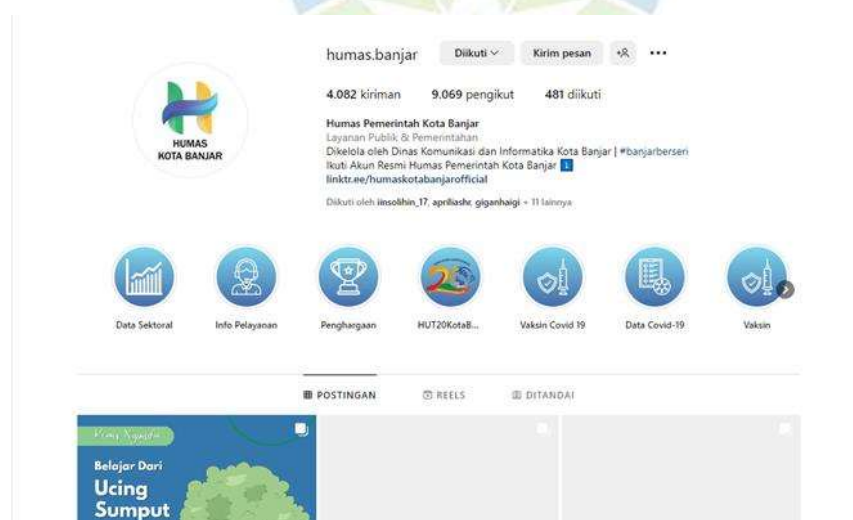 humas.banjar Diikuti Kirim pesan
4.082 kiriman 9.069 pengikut 481 diikuti
HUMAS
KOTA BANJAR
Humas Pemerintah Kota Banjar
Layanan Publik & Pemerintahan
Dikelola oleh Dinas Komunikasi dan Informatika Kota Banjar | #banjarberseri
Ikuti Akun Resmi Humas Pemerintah Kota Banjar
linktr.ee/humaskotabanjarofficial
Diikuti oleh iinsolihin_17, apriliashr, giganhaigi + 11 lainnya
Data Sektoral Info Pelayanan Penghargaan HUT20KotaB... Vaksin Covid 19 Data Covid-19 Vaksin
POSTINGAN REELS DITANDAI
Belajar Dari
Ucing
Sumput